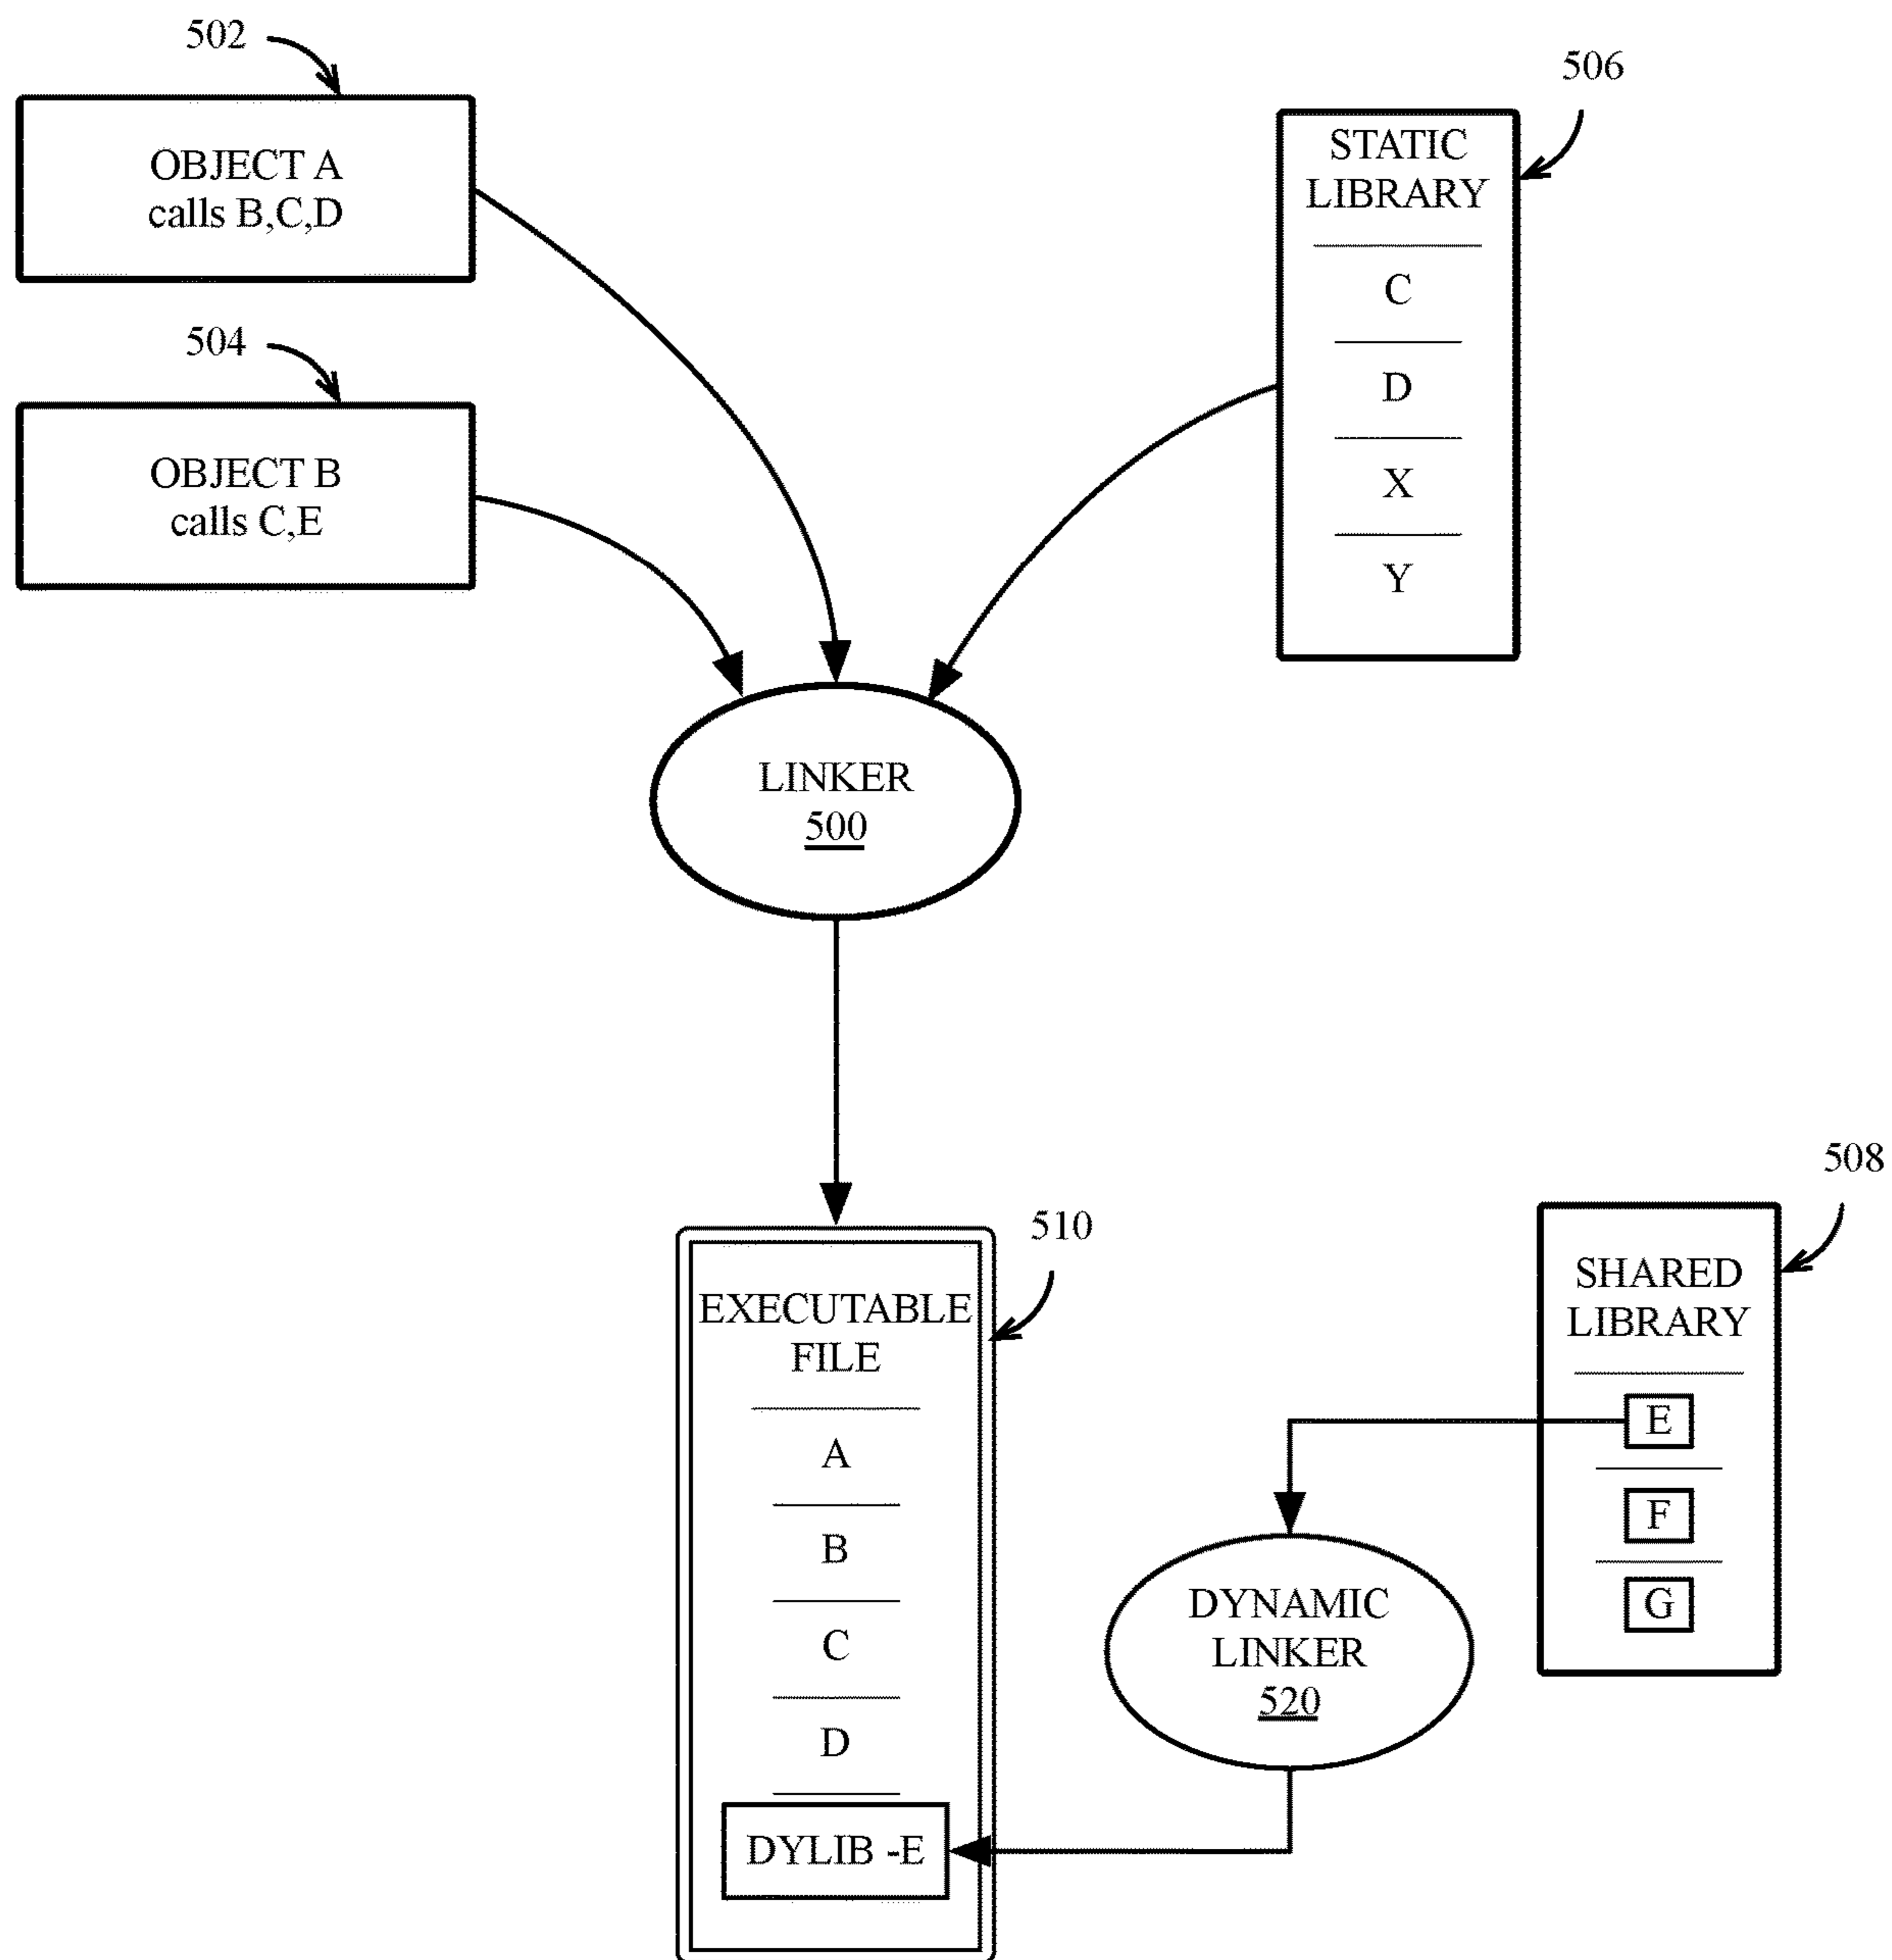 502
OBJECT A
calls B,C,D
504
OBJECT B
calls C,E
506
STATIC
LIBRARY
C
D
X
Y
LINKER
500
510
EXECUTABLE
FILE
A
B
C
D
DYLIB -E
508
SHARED
LIBRARY
E
F
G
DYNAMIC
LINKER
520